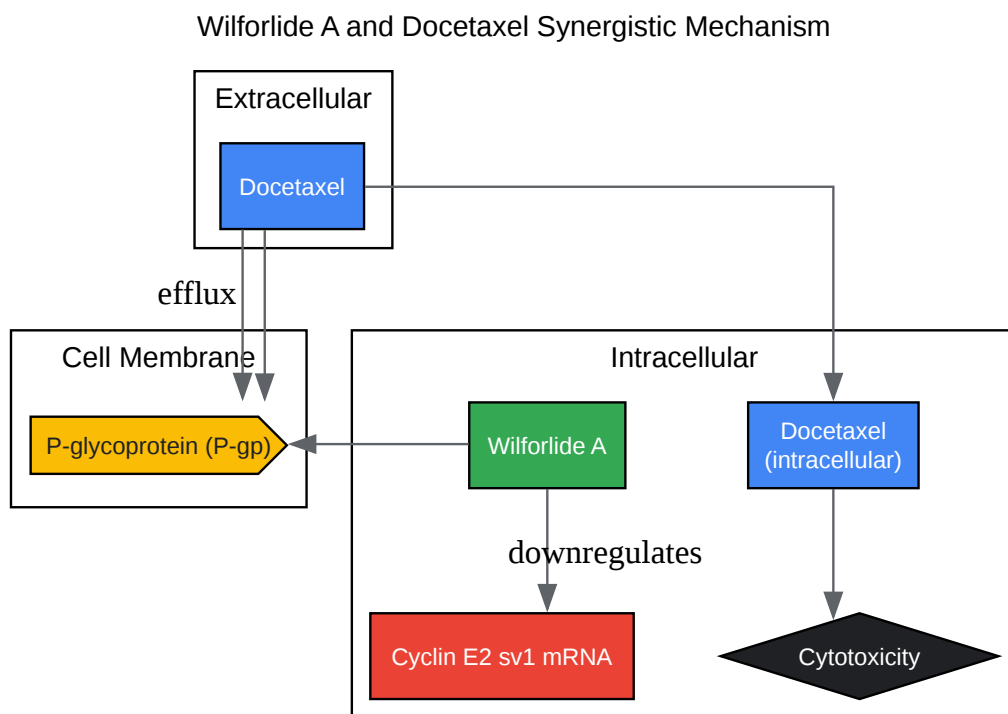 Wilforlide A and Docetaxel Synergistic Mechanism
Extracellular
Docetaxel
efflux
Cell Membrane
Intracellular
P-glycoprotein (P-gp)
Wilforlide A
Docetaxel
(intracellular)
downregulates
Cyclin E2 sv1 mRNA
Cytotoxicity